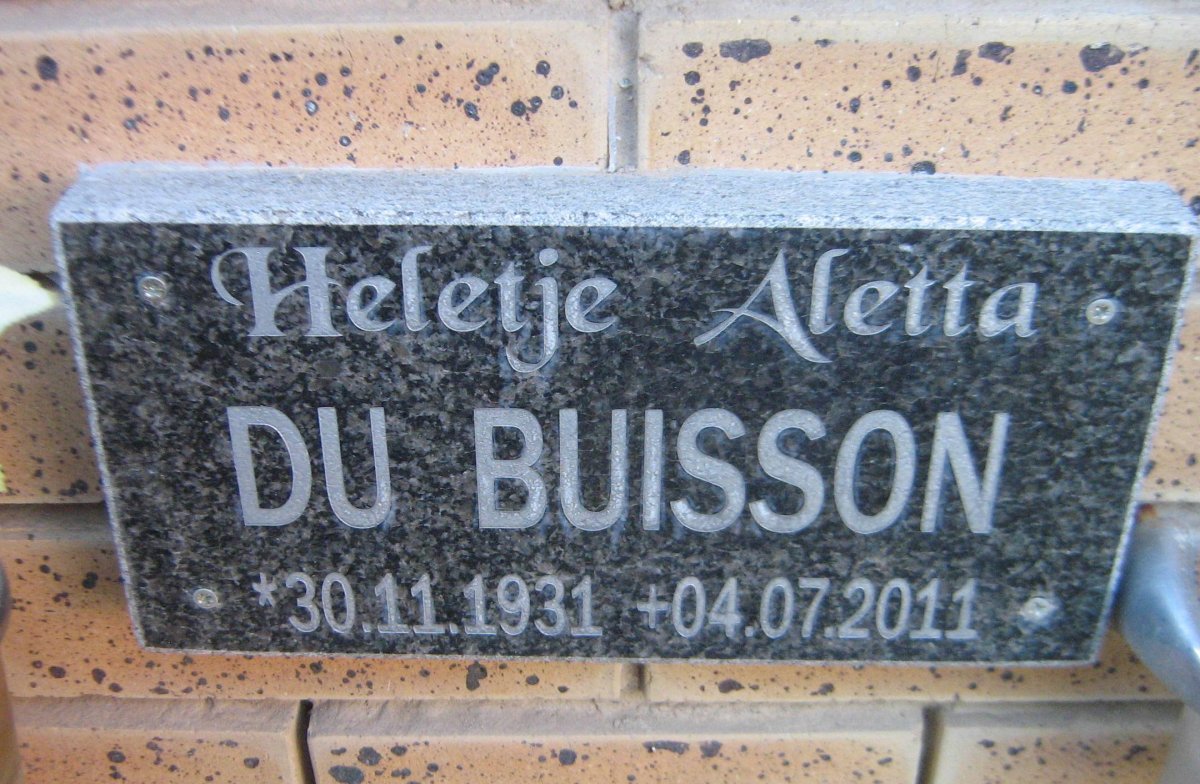 Heletje Aletta
DU BUISSON
*30.11.1931 +04.07.2011